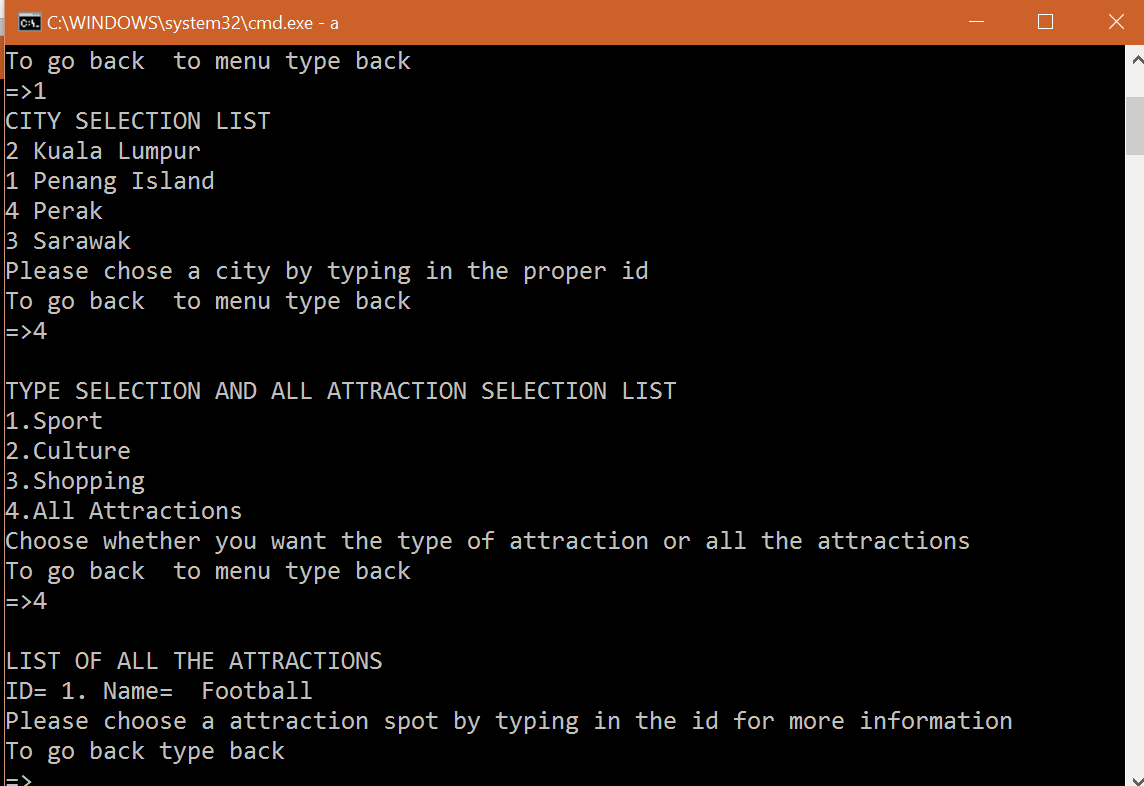 C:\WINDOWS\system32\cmd.exe - a
To go back  to menu type back
=>1
CITY SELECTION LIST
2 Kuala Lumpur
1 Penang Island
4 Perak
3 Sarawak
Please chose a city by typing in the proper id
To go back  to menu type back
=>4
TYPE SELECTION AND ALL ATTRACTION SELECTION LIST
1.Sport
2.Culture
3.Shopping
4.All Attractions
Choose whether you want the type of attraction or all the attractions
To go back  to menu type back
=>4
LIST OF ALL THE ATTRACTIONS
ID= 1. Name=  Football
Please choose a attraction spot by typing in the id for more information
To go back type back
=>